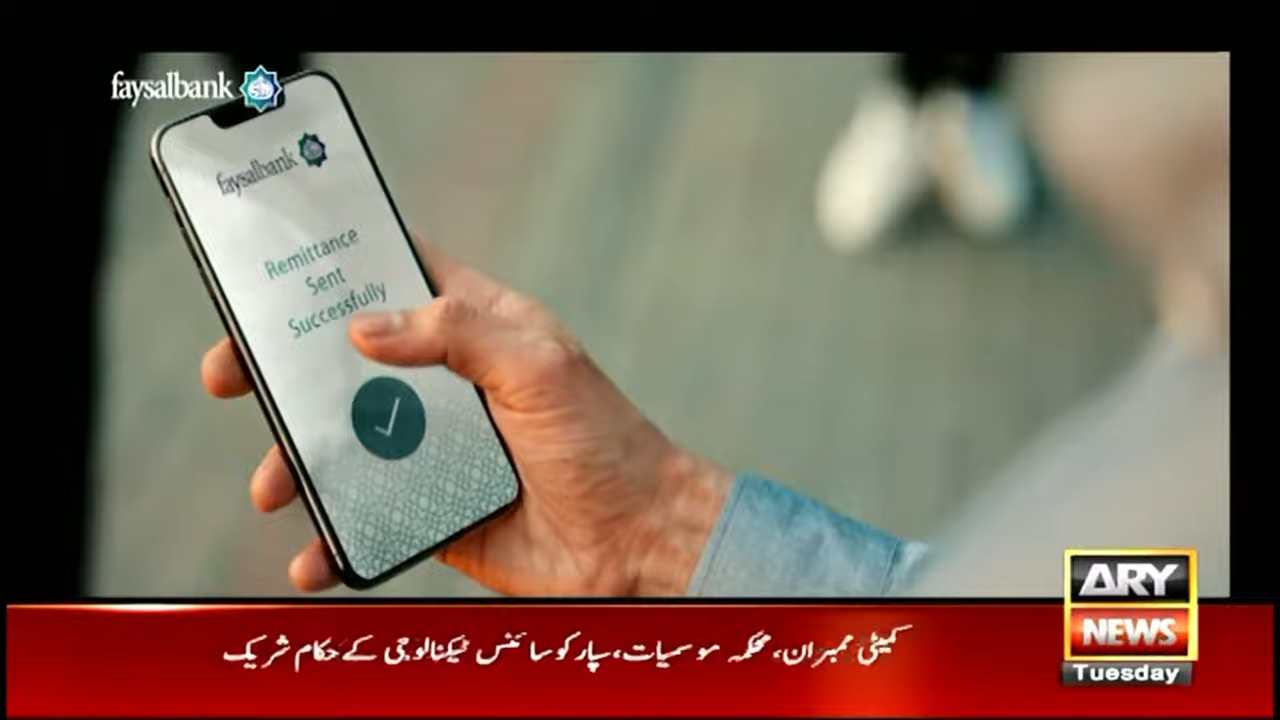 faysalbank
faysalbank
Remittance
Sent
Successfully
ARY
NEWS
Tuesday
کمیٹی ممبران، محکمہ موسمیات، سپارکو سائنس ٹیکنالوجی کے حکام شریک